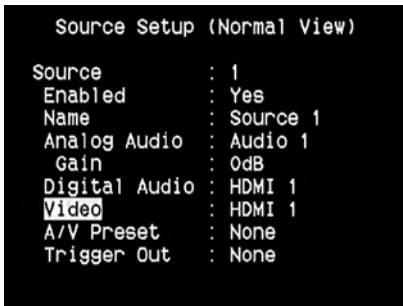 Source Setup (Normal View)
Source : 1
Enabled : Yes
Name : Source 1
Analog Audio : Audio 1
Gain : 0dB
Digital Audio : HDMI 1
Video : HDMI 1
A/V Preset : None
Trigger Out : None